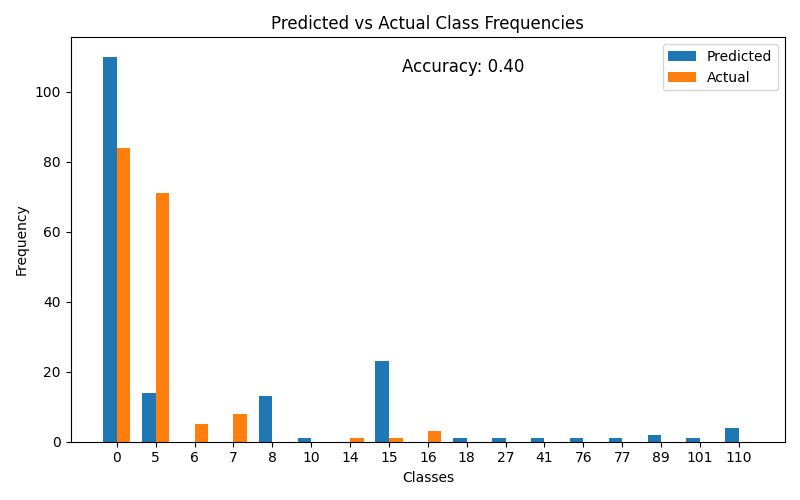 Predicted vs Actual Class Frequencies
Accuracy: 0.40
Predicted
Actual
Frequency
100
80
60
40
20
0
0 5 6 7 8 10 14 15 16 18 27 41 76 77 89 101 110
Classes